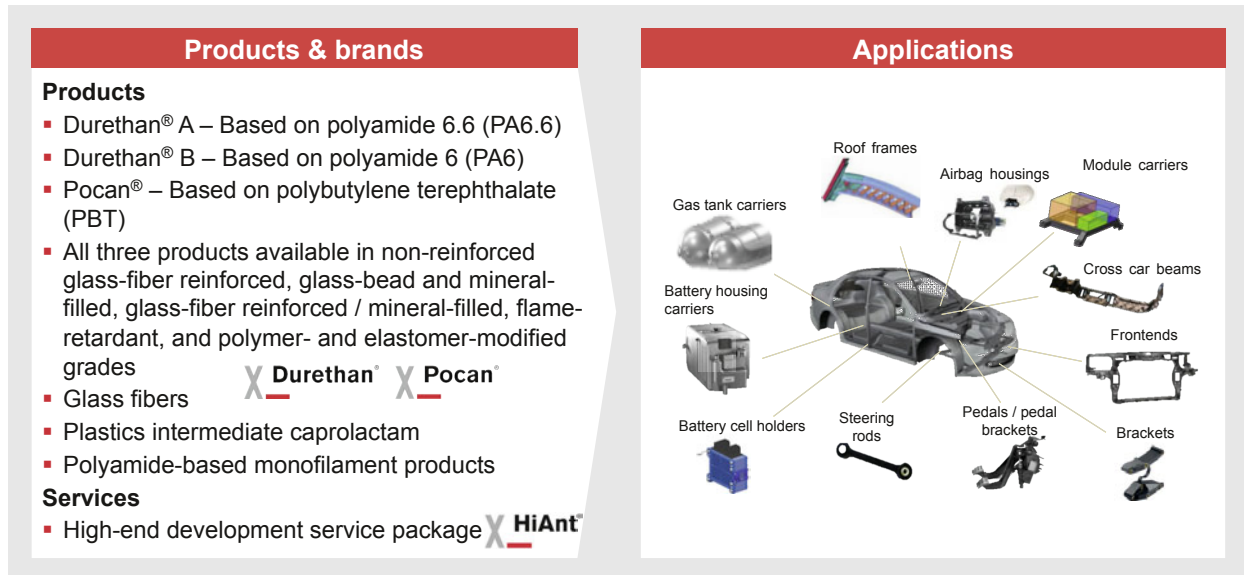 Products & brands
Products
▪ Durethan® A – Based on polyamide 6.6 (PA6.6)
▪ Durethan® B – Based on polyamide 6 (PA6)
▪ Pocan® – Based on polybutylene terephthalate
(PBT)
▪ All three products available in non-reinforced
glass-fiber reinforced, glass-bead and mineral-
filled, glass-fiber reinforced / mineral-filled, flame-
retardant, and polymer- and elastomer-modified
grades
X Durethan® X Pocan®
▪ Glass fibers
▪ Plastics intermediate caprolactam
▪ Polyamide-based monofilament products
Services
▪ High-end development service package
X HiAnt®
Applications
Roof frames
Airbag housings
Module carriers
Gas tank carriers
Cross car beams
Battery housing
carriers
Frontends
Battery cell holders
Steering
rods
Pedals / pedal
brackets
Brackets